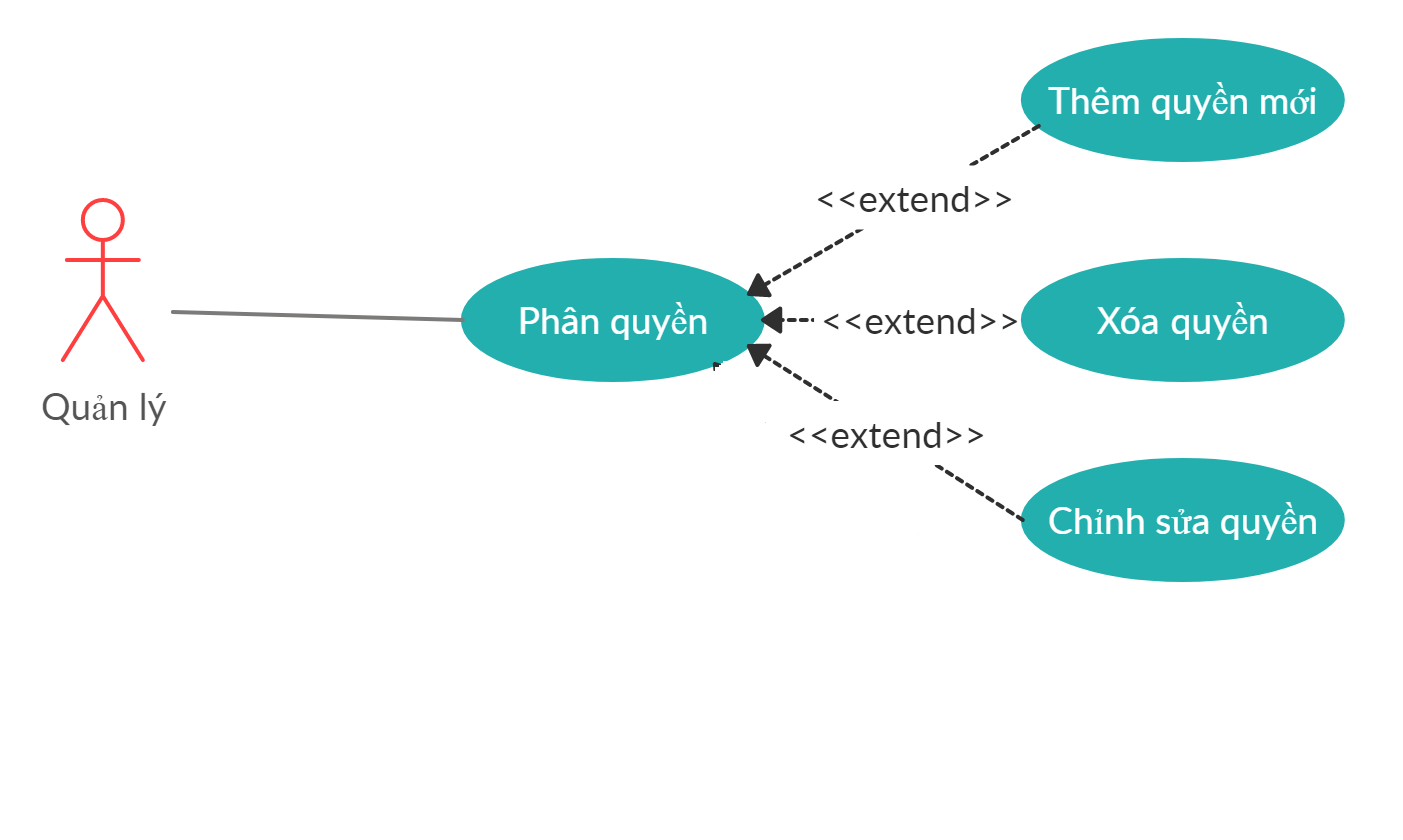 Thêm quyền mới
<<extend>>
Phân quyền
<<extend>>
Xóa quyền
Quản lý
<<extend>>
Chỉnh sửa quyền